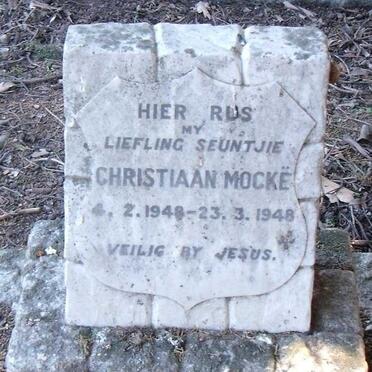 HIER RUS
MY
LIEFLING SEUNTJIE
CHRISTIAAN MOCKË
4. 2. 1948 - 23. 3. 1948
VEILIG BY JESUS.